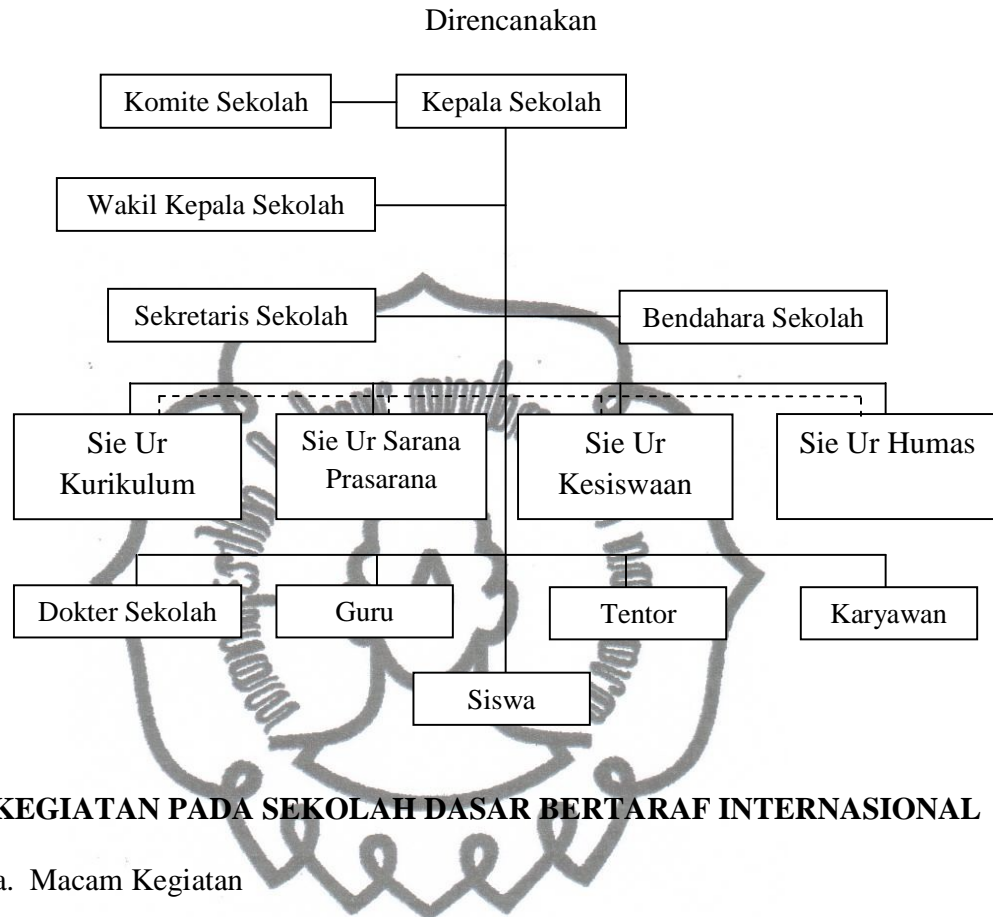 Direncanakan
Komite Sekolah
Kepala Sekolah
Wakil Kepala Sekolah
Sekretaris Sekolah
Bendahara Sekolah
Sie Ur
Kurikulum
Sie Ur Sarana
Prasarana
Sie Ur
Kesiswaan
Sie Ur Humas
Dokter Sekolah
Guru
Tentor
Karyawan
Siswa
KEGIATAN PADA SEKOLAH DASAR BERTARAF INTERNASIONAL
a. Macam Kegiatan